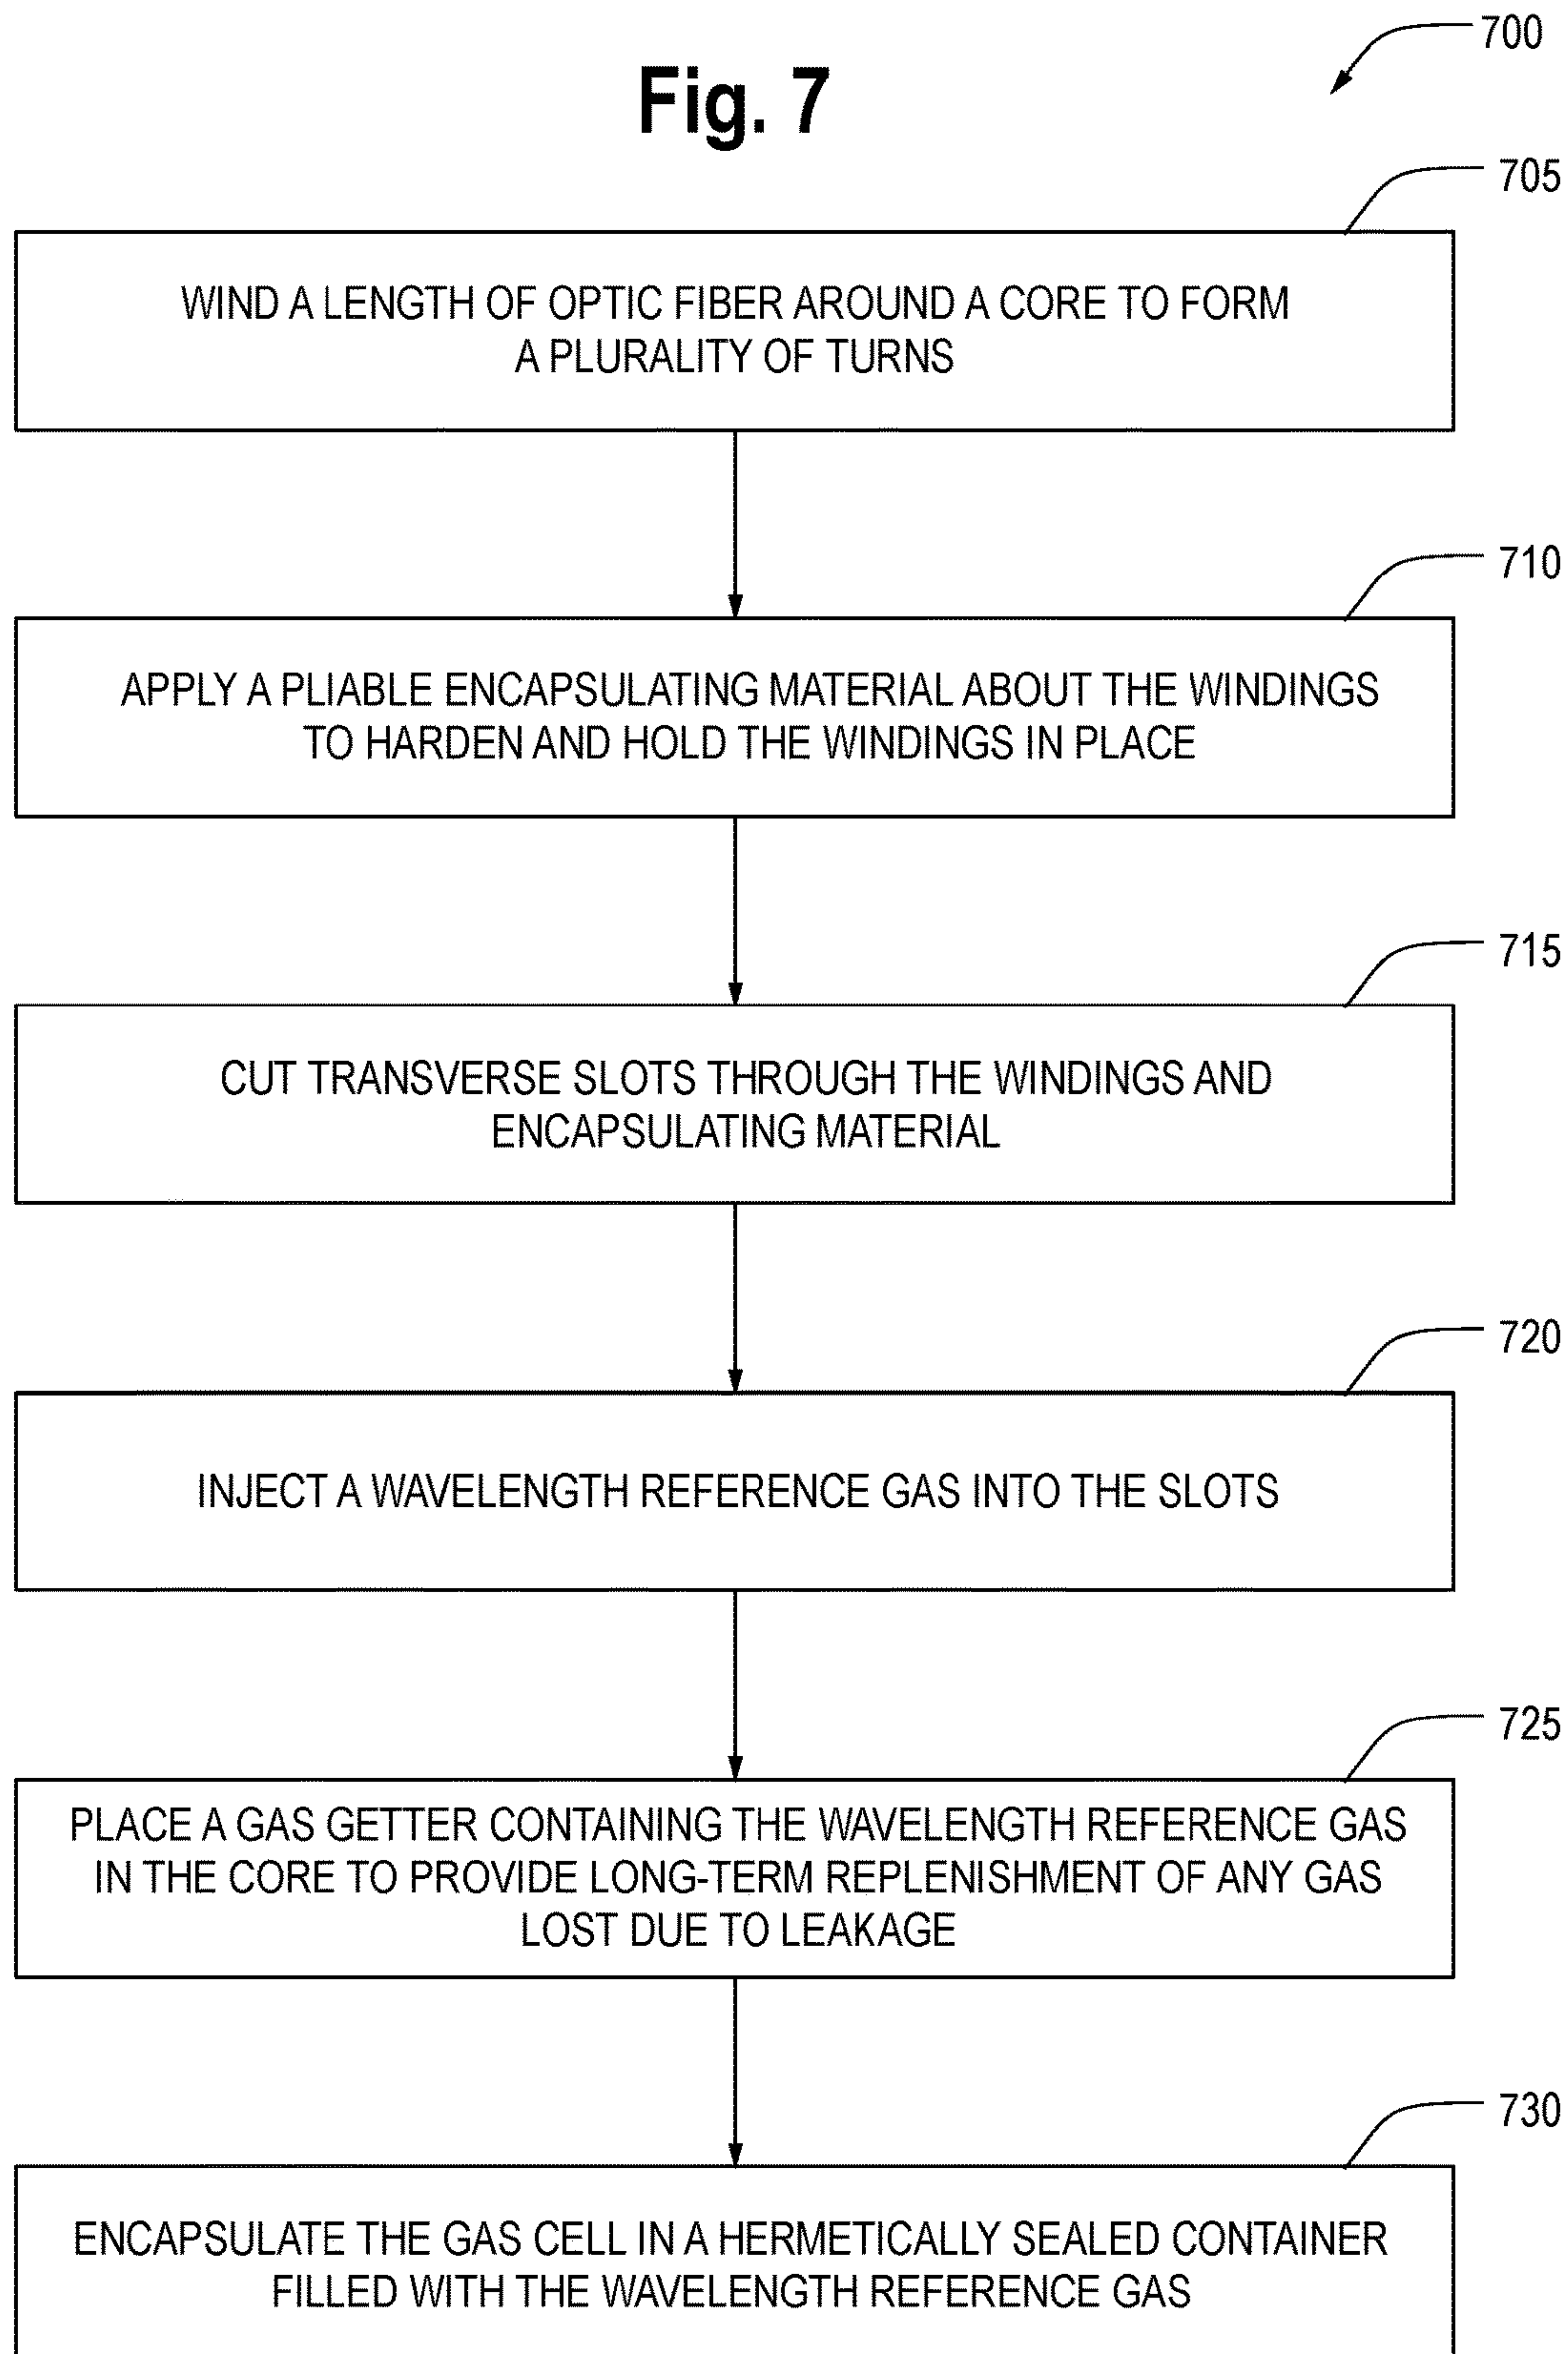 700
Fig. 7
705
WIND A LENGTH OF OPTIC FIBER AROUND A CORE TO FORM
A PLURALITY OF TURNS
710
APPLY A PLIABLE ENCAPSULATING MATERIAL ABOUT THE WINDINGS
TO HARDEN AND HOLD THE WINDINGS IN PLACE
715
CUT TRANSVERSE SLOTS THROUGH THE WINDINGS AND
ENCAPSULATING MATERIAL
720
INJECT A WAVELENGTH REFERENCE GAS INTO THE SLOTS
725
PLACE A GAS GETTER CONTAINING THE WAVELENGTH REFERENCE GAS
IN THE CORE TO PROVIDE LONG-TERM REPLENISHMENT OF ANY GAS
LOST DUE TO LEAKAGE
730
ENCAPSULATE THE GAS CELL IN A HERMETICALLY SEALED CONTAINER
FILLED WITH THE WAVELENGTH REFERENCE GAS